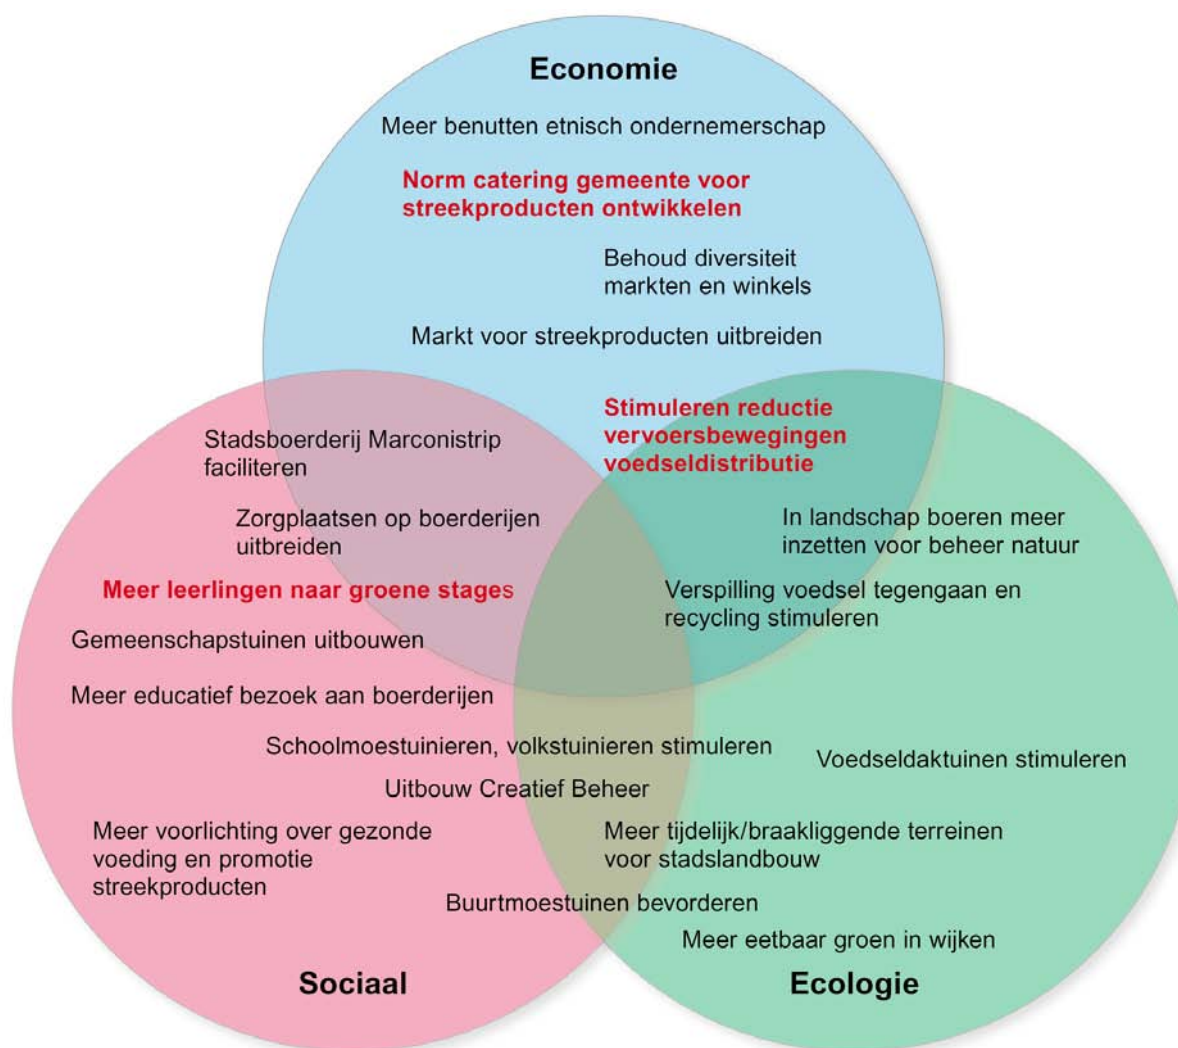 Economie
Meer benutten etnisch ondernemerschap
Norm catering gemeente voor
streekproducten ontwikkelen
Behoud diversiteit
markten en winkels
Markt voor streekproducten uitbreiden
Stimuleren reductie
vervoersbewegingen
voedseldistributie
Stadsboerderij Marconistrip
faciliteren
Zorgplaatsen op boerderijen
uitbreiden
In landschap boeren meer
inzetten voor beheer natuur
Meer leerlingen naar groene stages
Verspilling voedsel tegengaan en
recycling stimuleren
Gemeenschapstuinen uitbouwen
Meer educatief bezoek aan boerderijen
Schoolmoestuinieren, volkstuinieren stimuleren
Voedseldaktuinen stimuleren
Uitbouw Creatief Beheer
Meer voorlichting over gezonde
voeding en promotie
streekproducten
Meer tijdelijk/braakliggende terreinen
voor stadslandbouw
Buurtmoestuinen bevorderen
Meer eetbaar groen in wijken
Sociaal
Ecologie